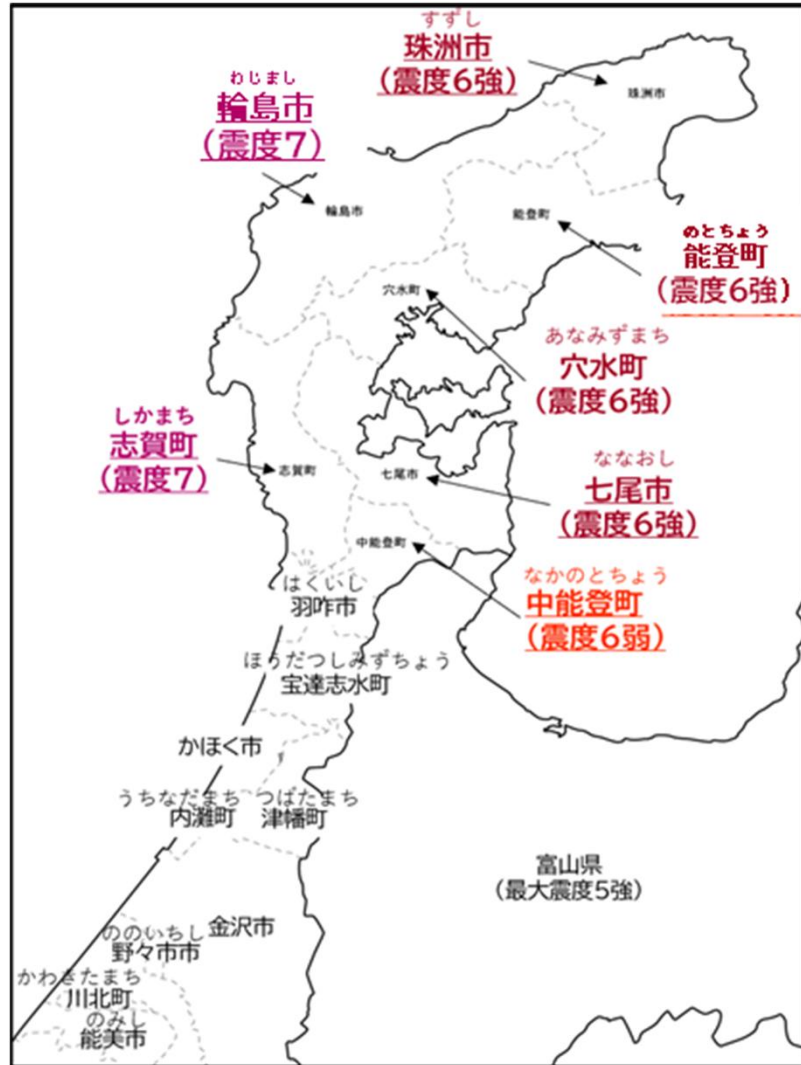 すずし
珠洲市
(震度6強)
珠洲市
わじまし
輪島市
(震度7)
輪島市
能登町
のとちょう
能登町
(震度6強)
穴水町
あなみずまち
穴水町
(震度6強)
しかまち
志賀町
(震度7)
志賀町
七尾市
ななおし
七尾市
(震度6強)
中能登町
なかのとちょう
中能登町
(震度6弱)
はくいし
羽咋市
ほうだつしみずちょう
宝達志水町
かほく市
うちなだまち
内灘町
つばたまち
津幡町
富山県
(最大震度5強)
金沢市
ののいちし
野々市市
かわきたまち
川北町
のみし
能美市